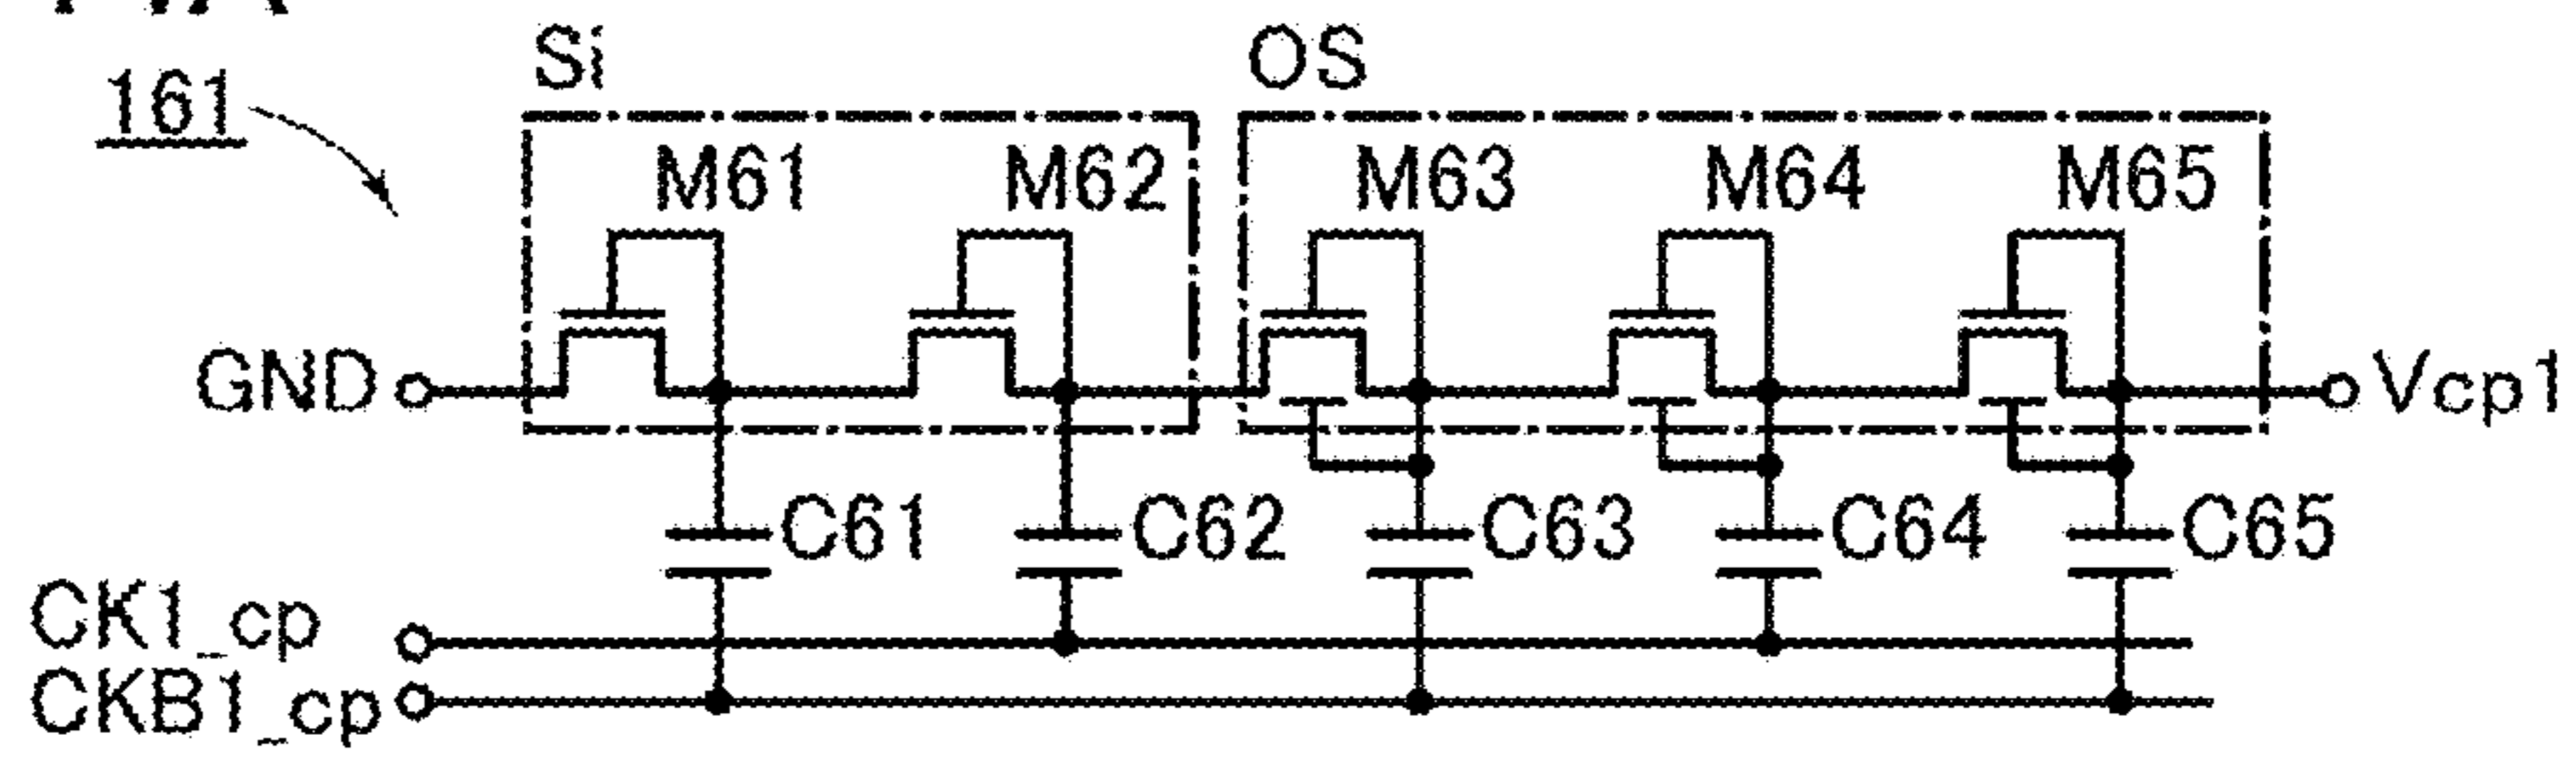 Si
OS
161
M61
M62
M63
M64
M65
GND
Vcp1
C61
C62
C63
C64
C65
CK1_cp
CKB1_cp